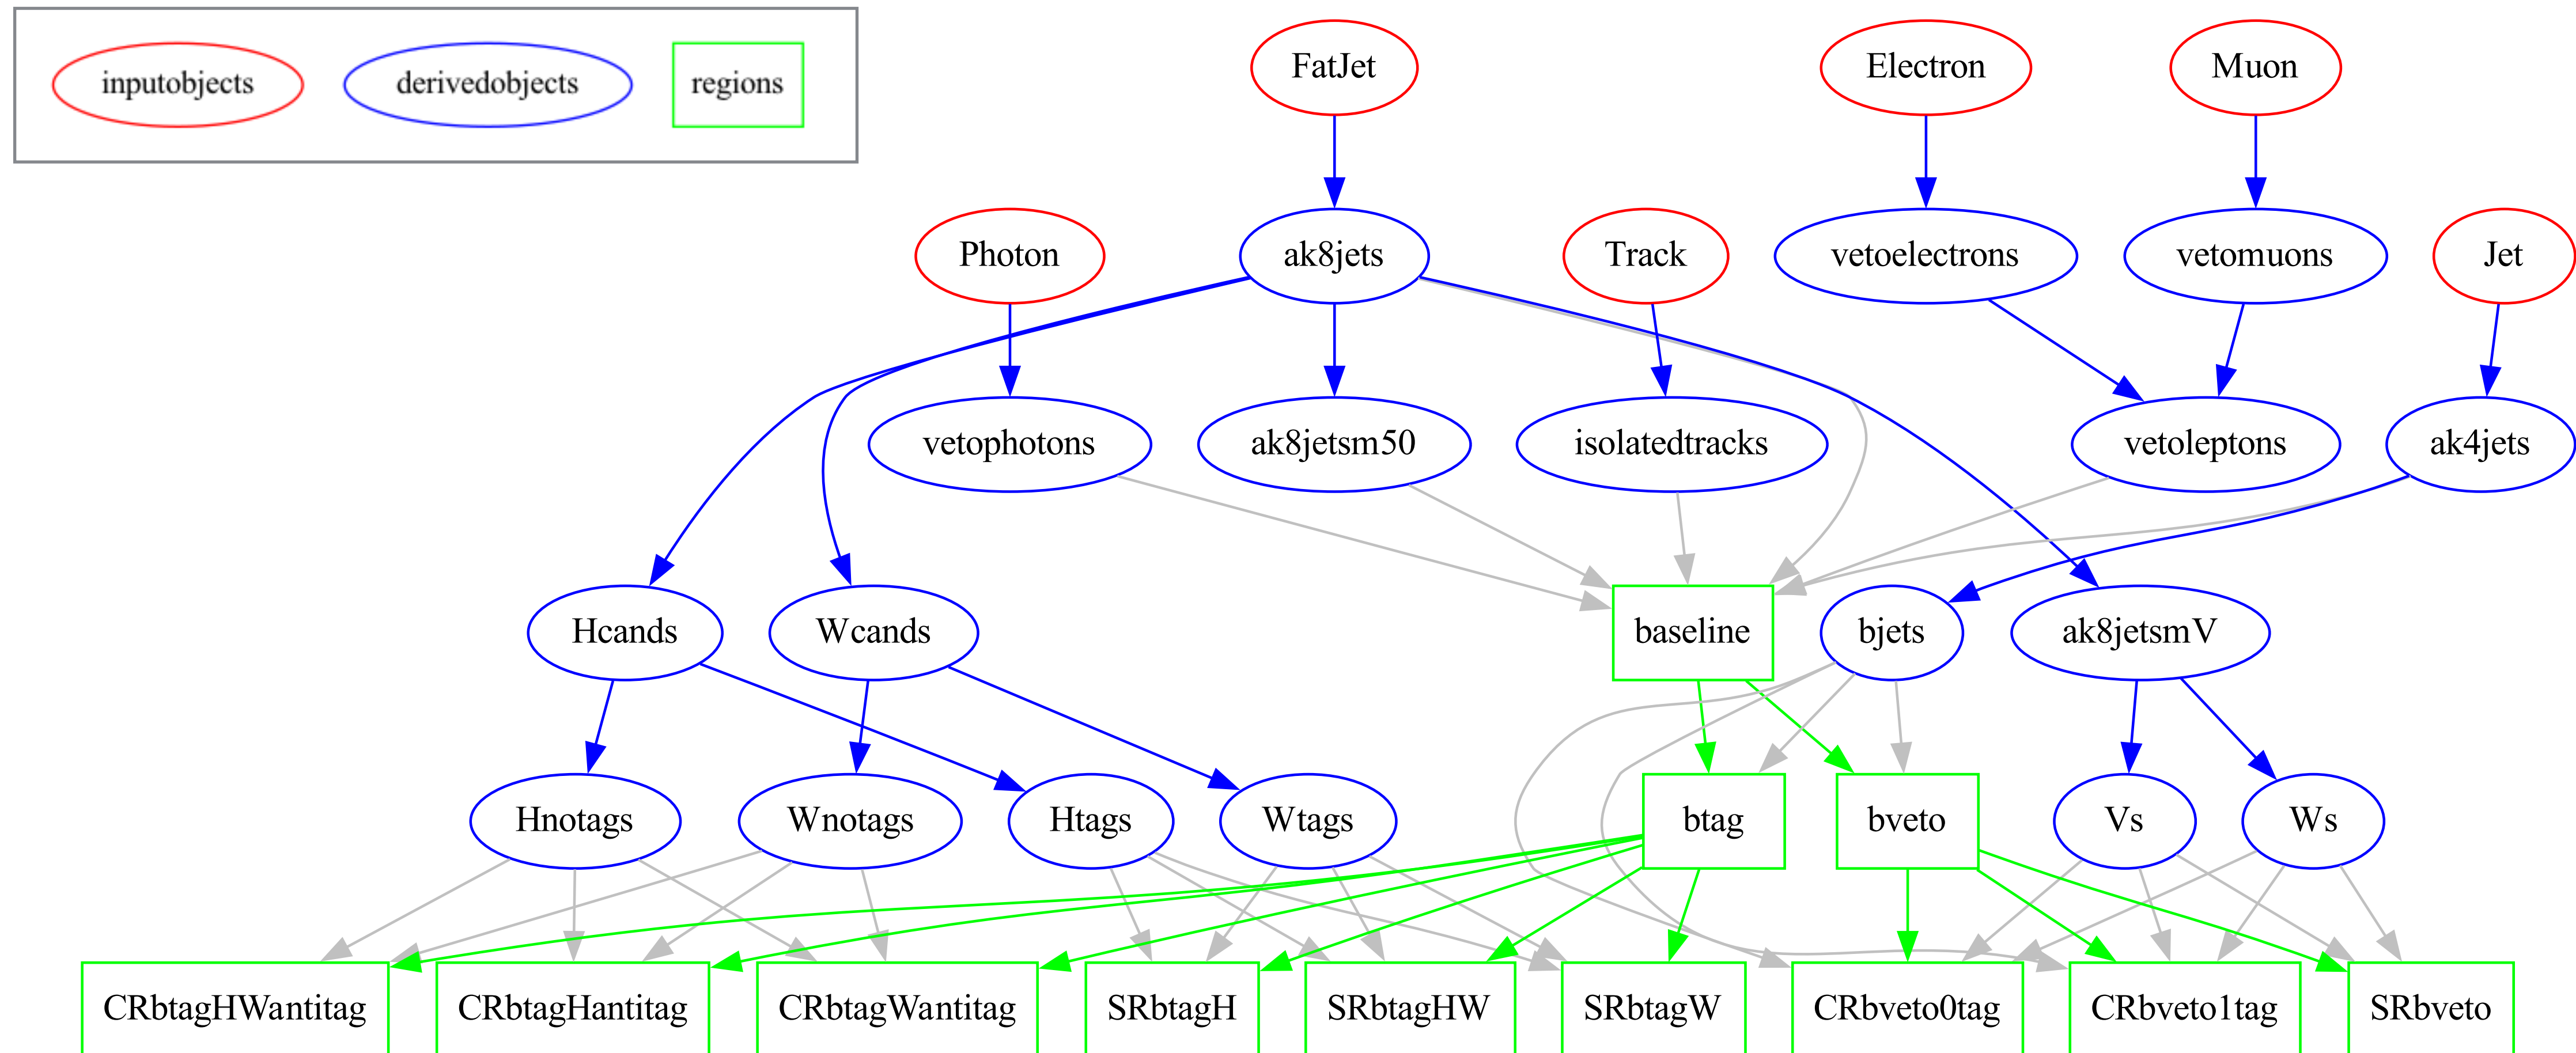 inputobjects
derivedobjects
regions
FatJet
Electron
Muon
Photon
ak8jets
Track
vetoelectrons
vetomuons
Jet
vetophotons
ak8jetsm50
isolatedtracks
vetoleptons
ak4jets
Hcands
Wcands
baseline
bjets
ak8jetsmV
Hnotags
Wnotags
Htags
Wtags
btag
bveto
Vs
Ws
CRbtagHWantitag
CRbtagHantitag
CRbtagWantitag
SRbtagH
SRbtagHW
SRbtagW
CRbveto0tag
CRbveto1tag
SRbveto